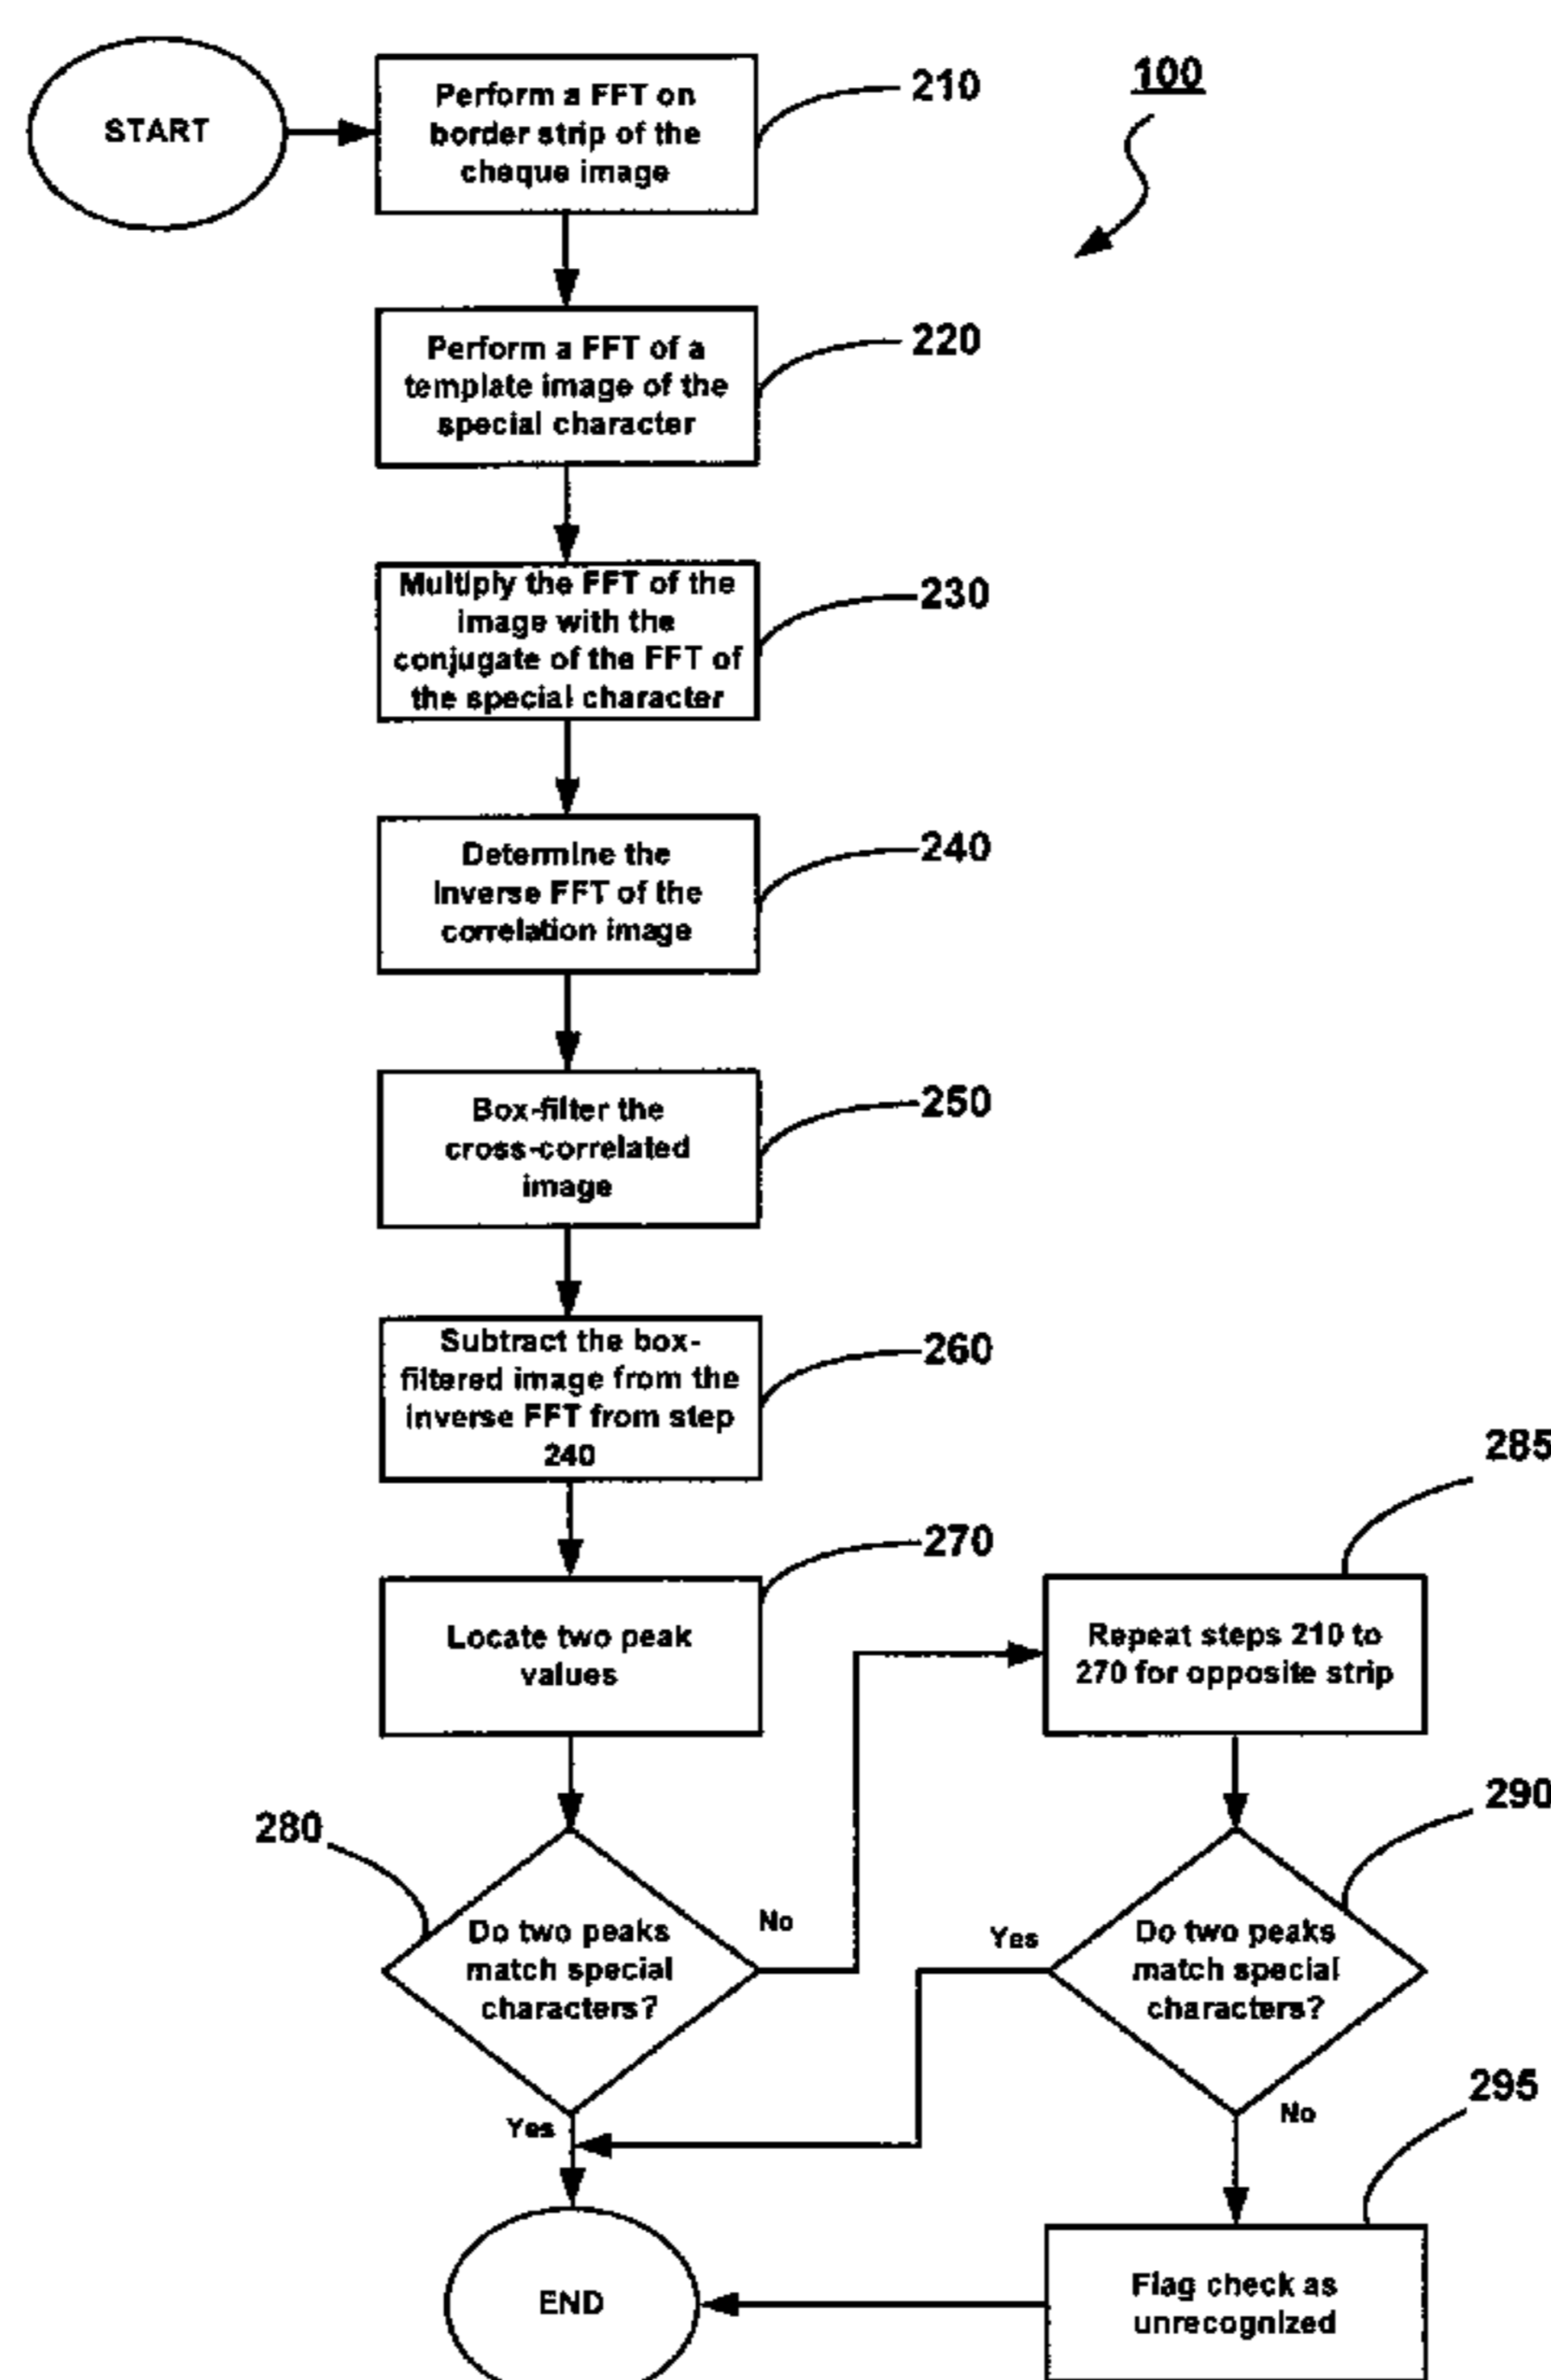 START
Perform a FFT on
border strip of the
cheque image
210
100
Perform a FFT of a
template image of the
special character
220
Multiply the FFT of the
image with the
conjugate of the FFT of
the special character
230
Determine the
inverse FFT of the
correlation image
240
Box-filter the
cross-correlated
image
250
Subtract the box-
filtered image from the
inverse FFT from step
240
260
Locate two peak
values
270
285
Repeat steps 210 to
270 for opposite strip
280
Do two peaks
match special
characters?
No
Yes
290
Do two peaks
match special
characters?
Yes
No
295
Flag check as
unrecognized
END